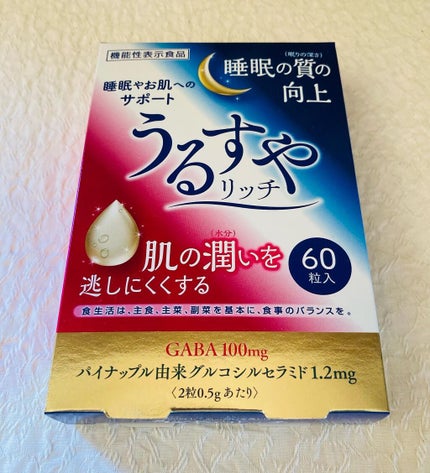 機能性表示食品
(眠りの深さ)
睡眠の質の
向上
睡眠やお肌への
サポート
うるすや
リッチ
(水分)
肌の潤いを
逃しにくくする
60
粒入
食生活は、主食、主菜、副菜を基本に、食事のバランスを。
GABA 100mg
パイナップル由来グルコシルセラミド 1.2mg
〈2粒0.5gあたり〉